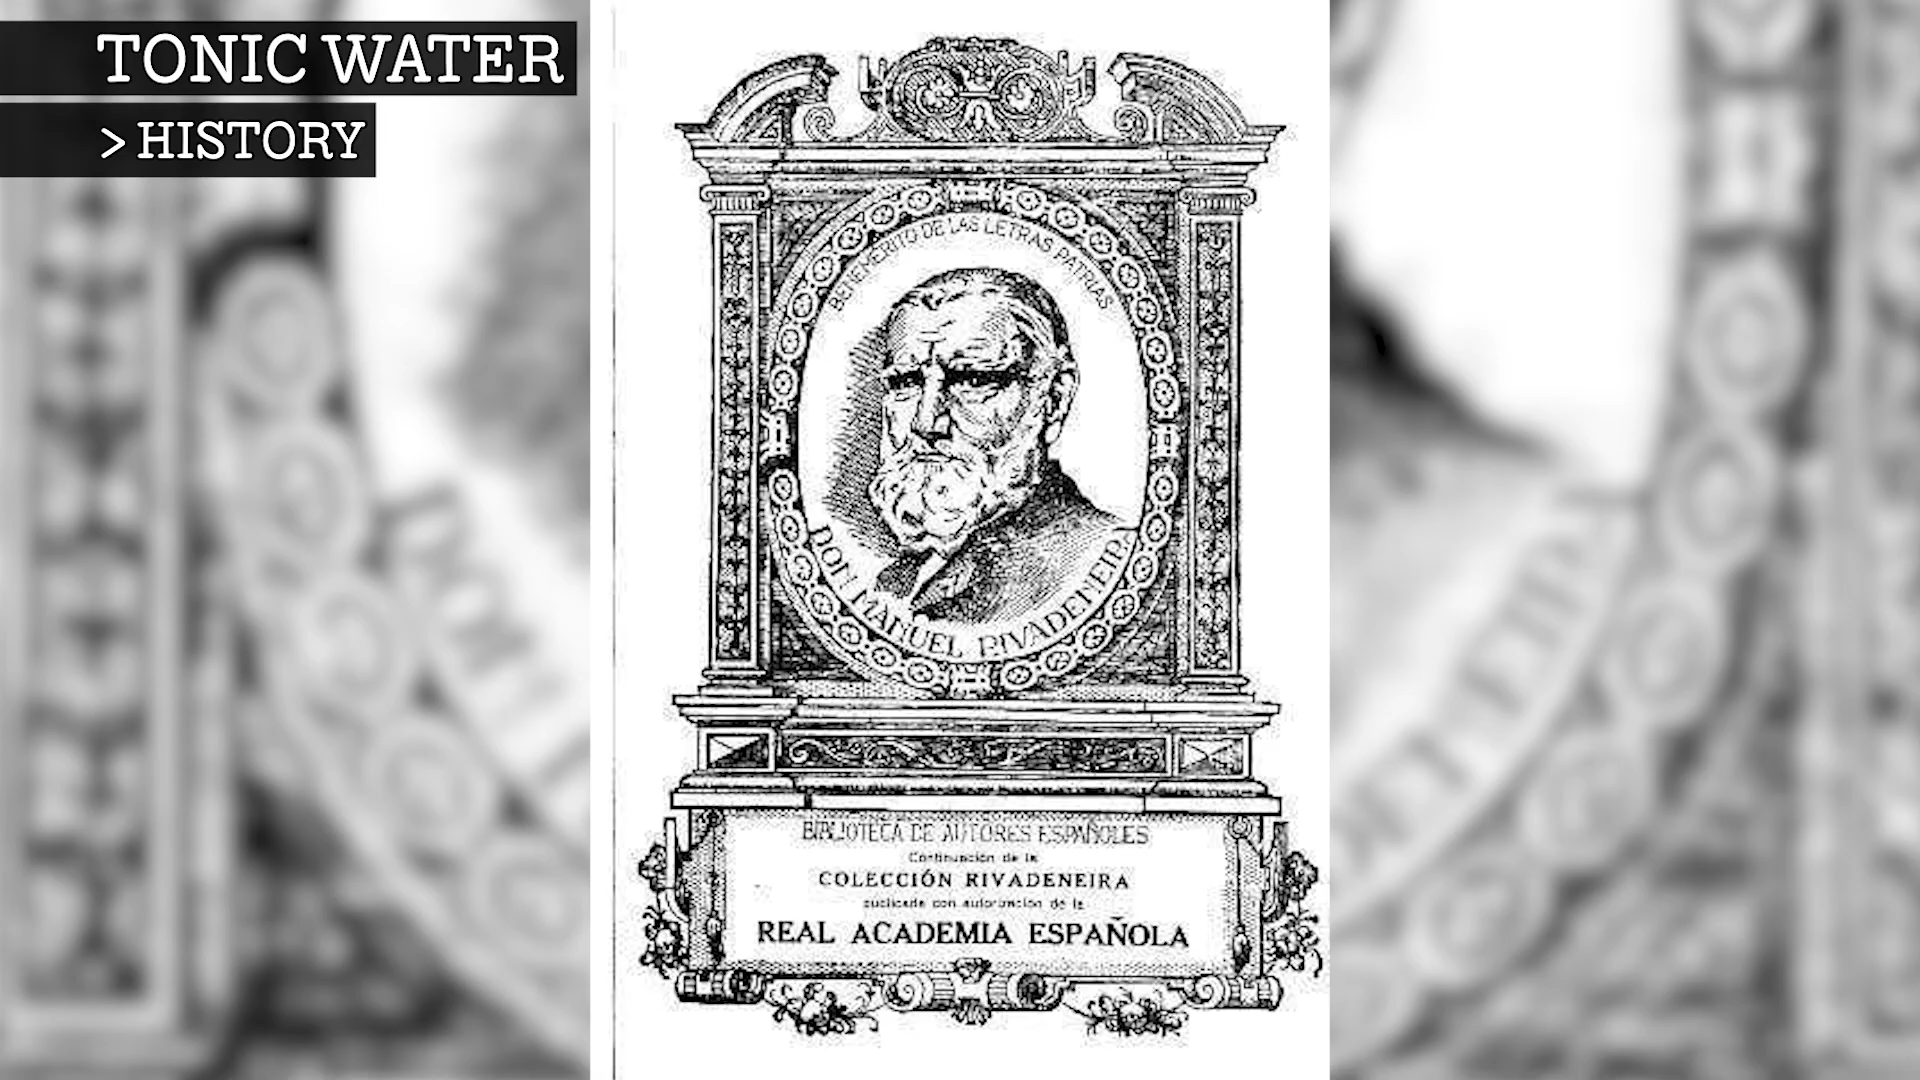 TONIC WATER
> HISTORY
BENEMÉRITO DE LAS LETRAS PATRIAS
DON MANUEL RIVADENEIRA
BIBLIOTECA DE AUTORES ESPAÑOLES
Continuación de la
COLECCIÓN RIVADENEIRA
publicada con autorización de la
REAL ACADEMIA ESPAÑOLA